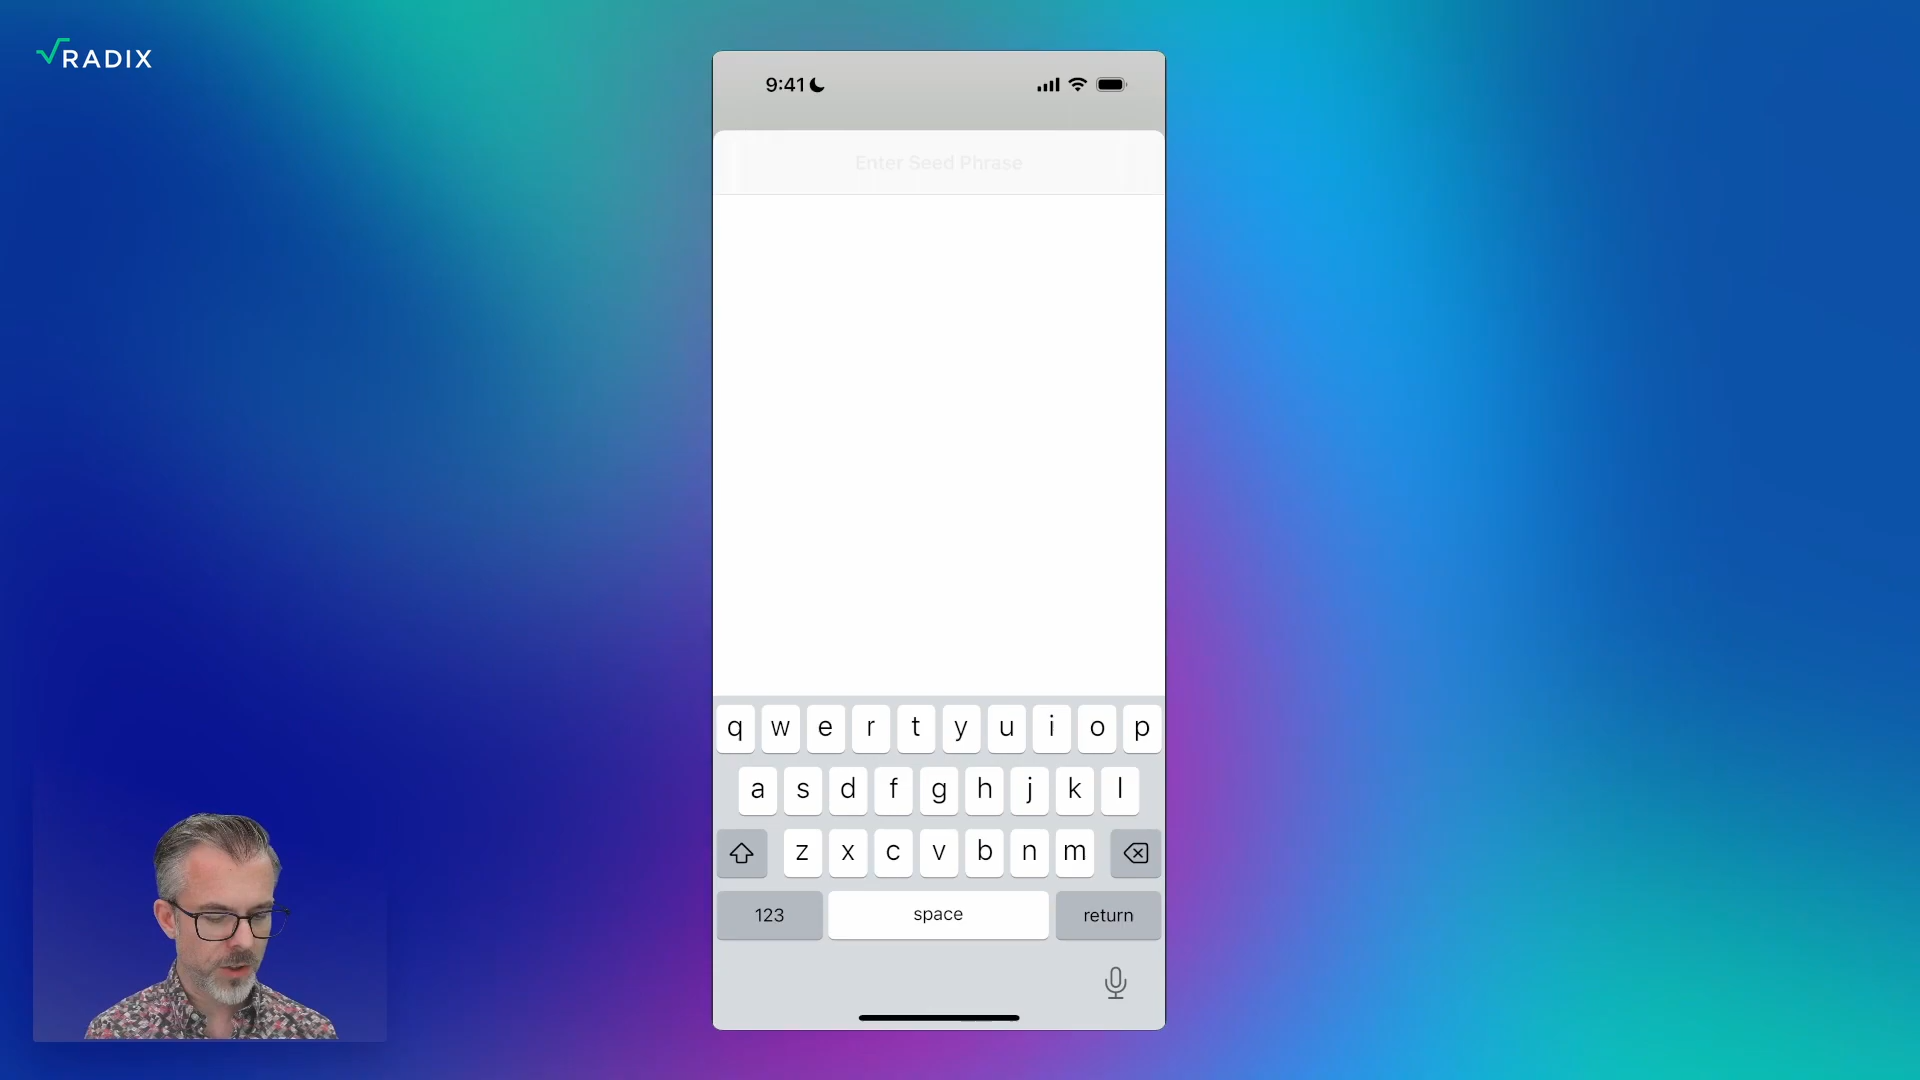 RADIX
9:41
Enter Seed Phrase
q w e r t y u i o p
a s d f g h j k l
z x c v b n m
123 space return